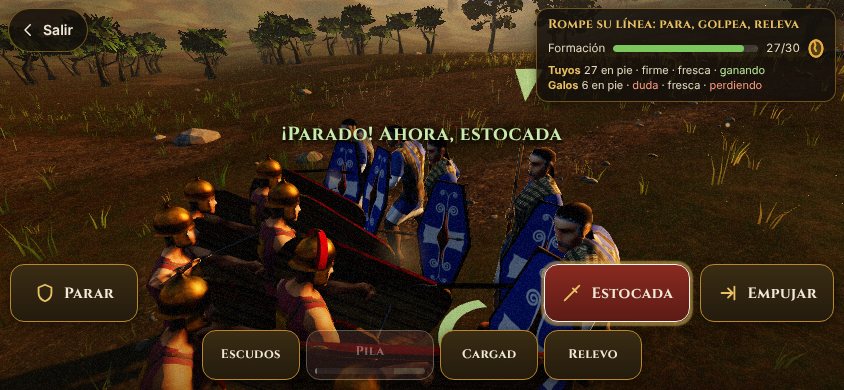 Salir
Rompe su línea: para, golpea, releva
Formación 27/30
Tuyos 27 en pie · firme · fresca · ganando
Galos 6 en pie · duda · fresca · perdiendo
¡Parado! Ahora, estocada
Parar
Estocada
Empujar
Escudos
Pila
Cargad
Relevo